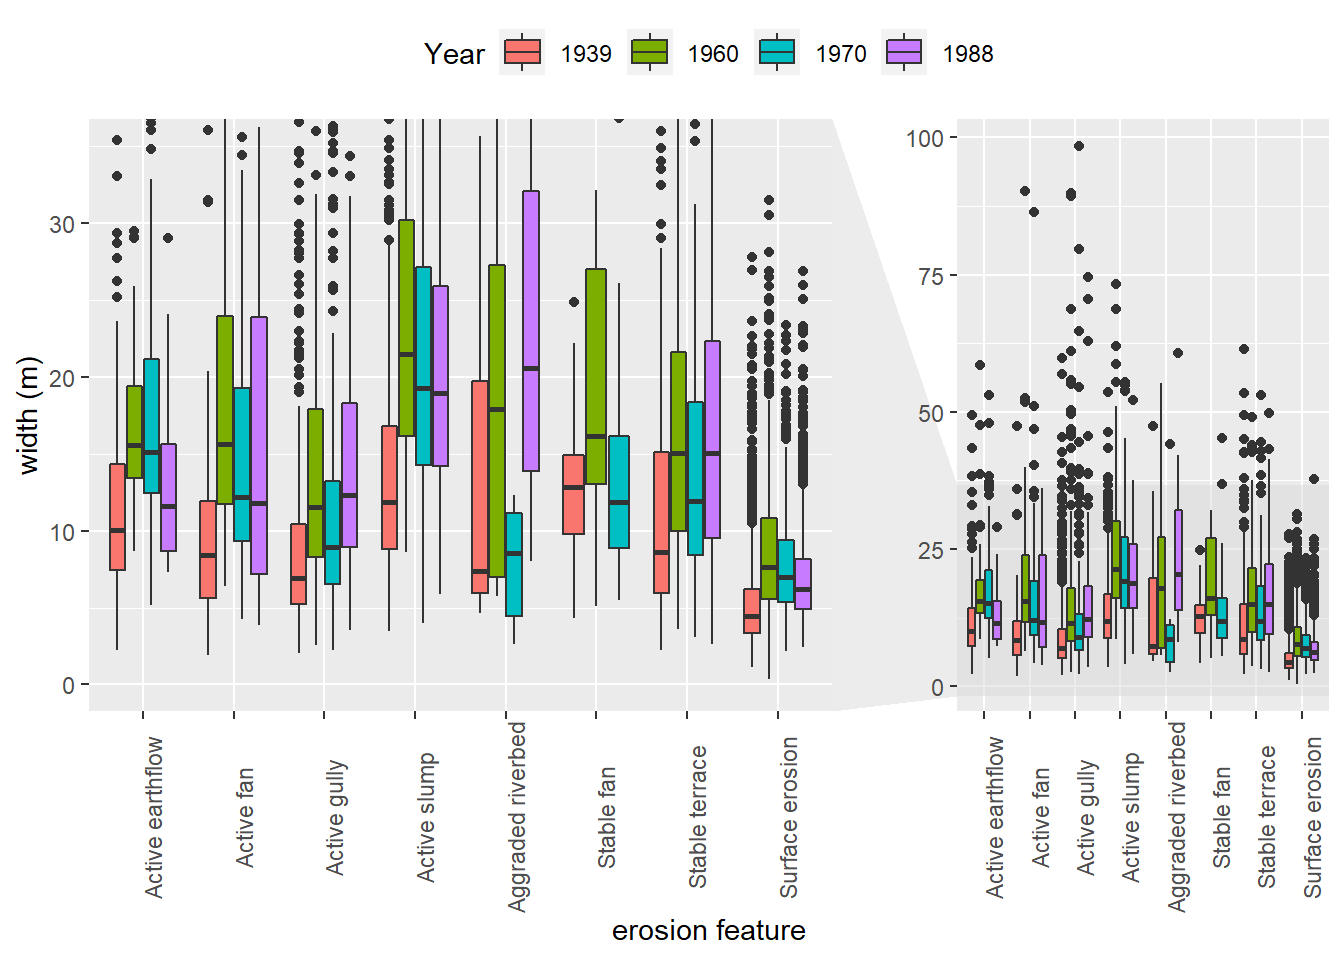 Year 1939 1960 1970 1988
30
20
10
0
width (m)
100
75
50
25
0
Active earthflow
Active fan
Active gully
Active slump
Aggraded riverbed
Stable fan
Stable terrace
Surface erosion
Active earthflow
Active fan
Active gully
Active slump
Aggraded riverbed
Stable fan
Stable terrace
Surface erosion
erosion feature